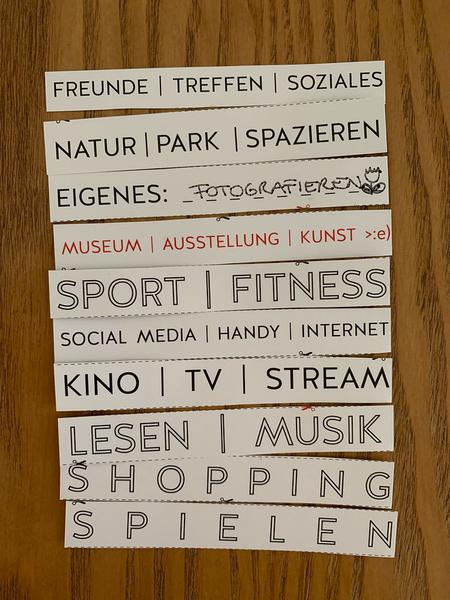 FREUNDE | TREFFEN | SOZIALES
NATUR | PARK | SPAZIEREN
EIGENES: FOTOGRAFIEREN
MUSEUM | AUSSTELLUNG | KUNST >:e)
SPORT | FITNESS
SOCIAL MEDIA | HANDY | INTERNET
KINO | TV | STREAM
LESEN | MUSIK
SHOPPING
SPIELEN